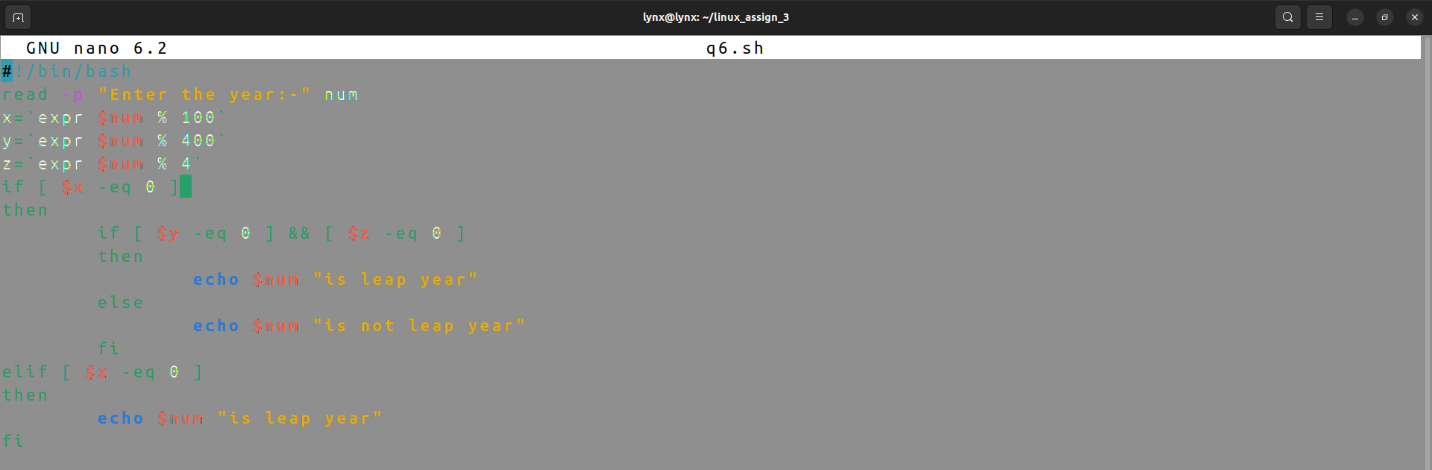 lynx@lynx: ~/linux_assign_3
GNU nano 6.2 q6.sh
#!/bin/bash
read -p "Enter the year:-" num
x=`expr $num % 100`
y=`expr $num % 400`
z=`expr $num % 4`
if [ $x -eq 0 ]
then
if [ $y -eq 0 ] && [ $z -eq 0 ]
then
echo $num "is leap year"
else
echo $num "is not leap year"
fi
elif [ $z -eq 0 ]
then
echo $num "is leap year"
fi